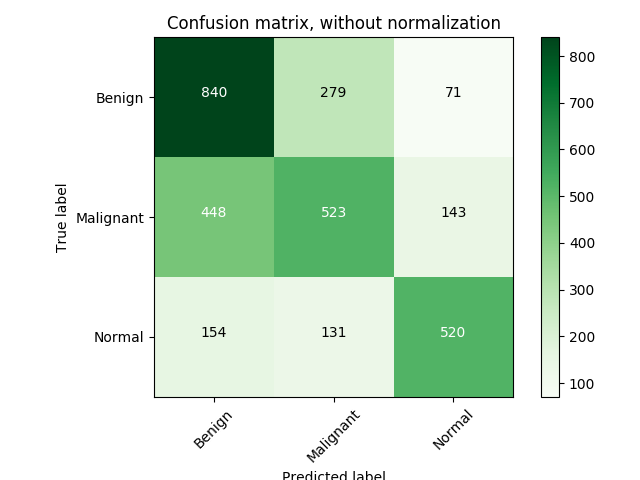 Confusion matrix, without normalization
Benign
840
279
71
Malignant
448
523
143
Normal
154
131
520
Benign
Malignant
Normal
True label
Predicted label
800
700
600
500
400
300
200
100